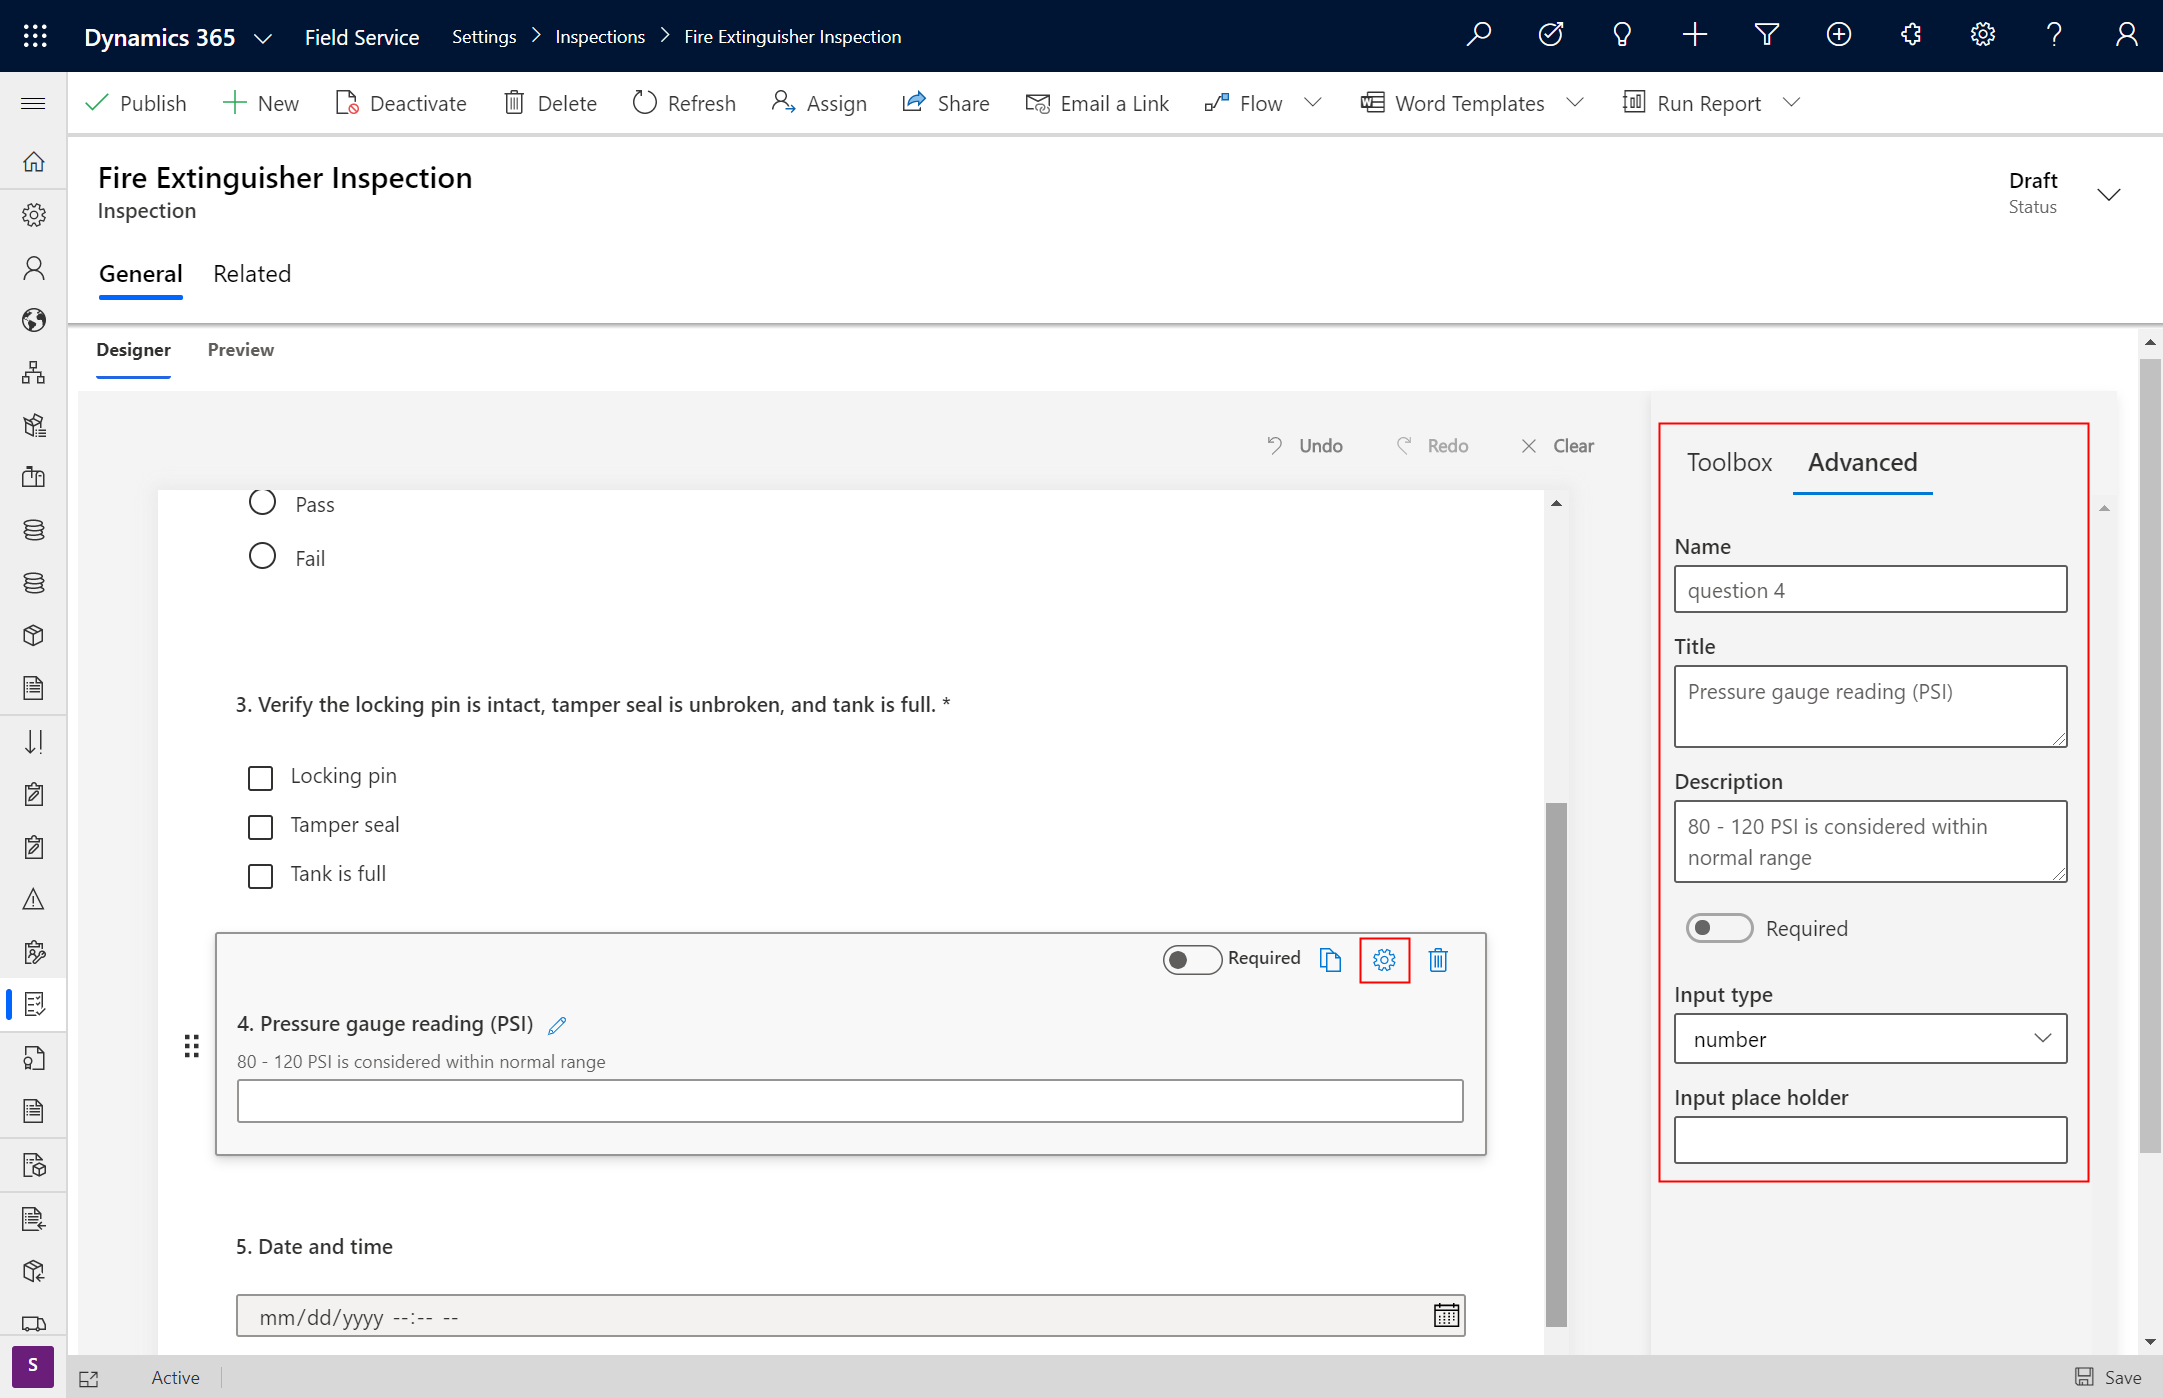 Dynamics 365 Field Service Settings > Inspections > Fire Extinguisher Inspection
Publish New Deactivate Delete Refresh Assign Share Email a Link Flow Word Templates Run Report
Fire Extinguisher Inspection
Inspection
Draft
Status
General Related
Designer Preview
Undo Redo Clear
Pass
Fail
3. Verify the locking pin is intact, tamper seal is unbroken, and tank is full. *
Locking pin
Tamper seal
Tank is full
Required
4. Pressure gauge reading (PSI)
80 - 120 PSI is considered within normal range
5. Date and time
mm/dd/yyyy --:-- --
Toolbox Advanced
Name
question 4
Title
Pressure gauge reading (PSI)
Description
80 - 120 PSI is considered within
normal range
Required
Input type
number
Input place holder
S
Active
Save